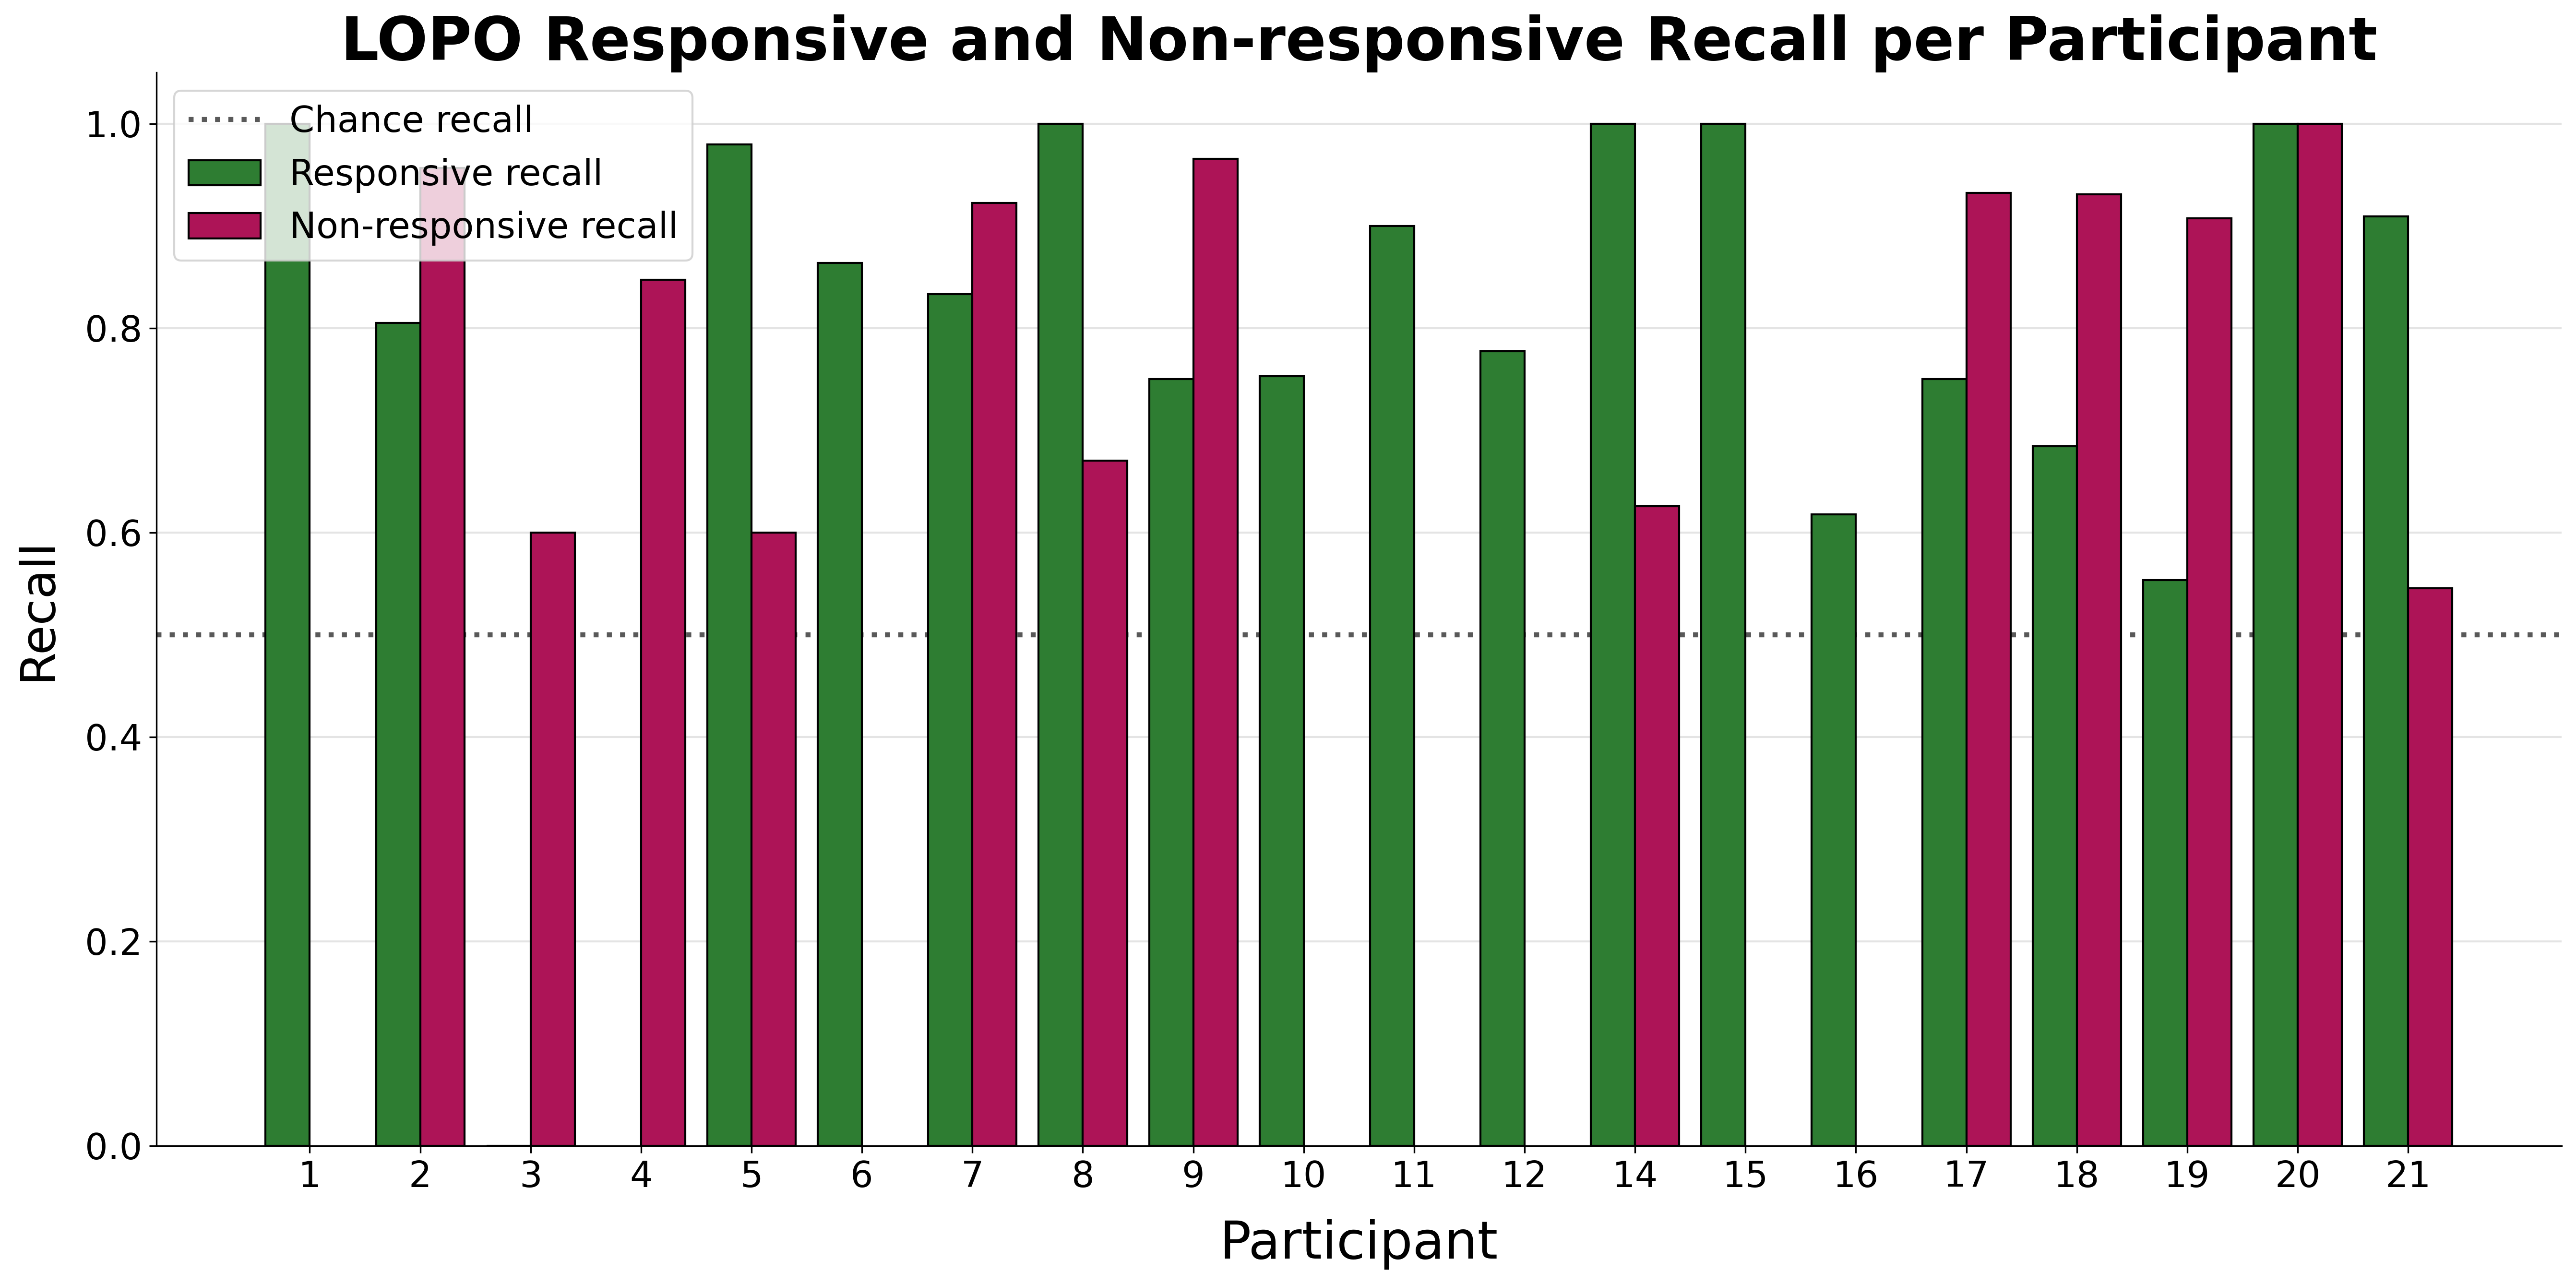 LOPO Responsive and Non-responsive Recall per Participant
Chance recall
Responsive recall
Non-responsive recall
Recall
1.0
0.8
0.6
0.4
0.2
0.0
1 2 3 4 5 6 7 8 9 10 11 12 14 15 16 17 18 19 20 21
Participant